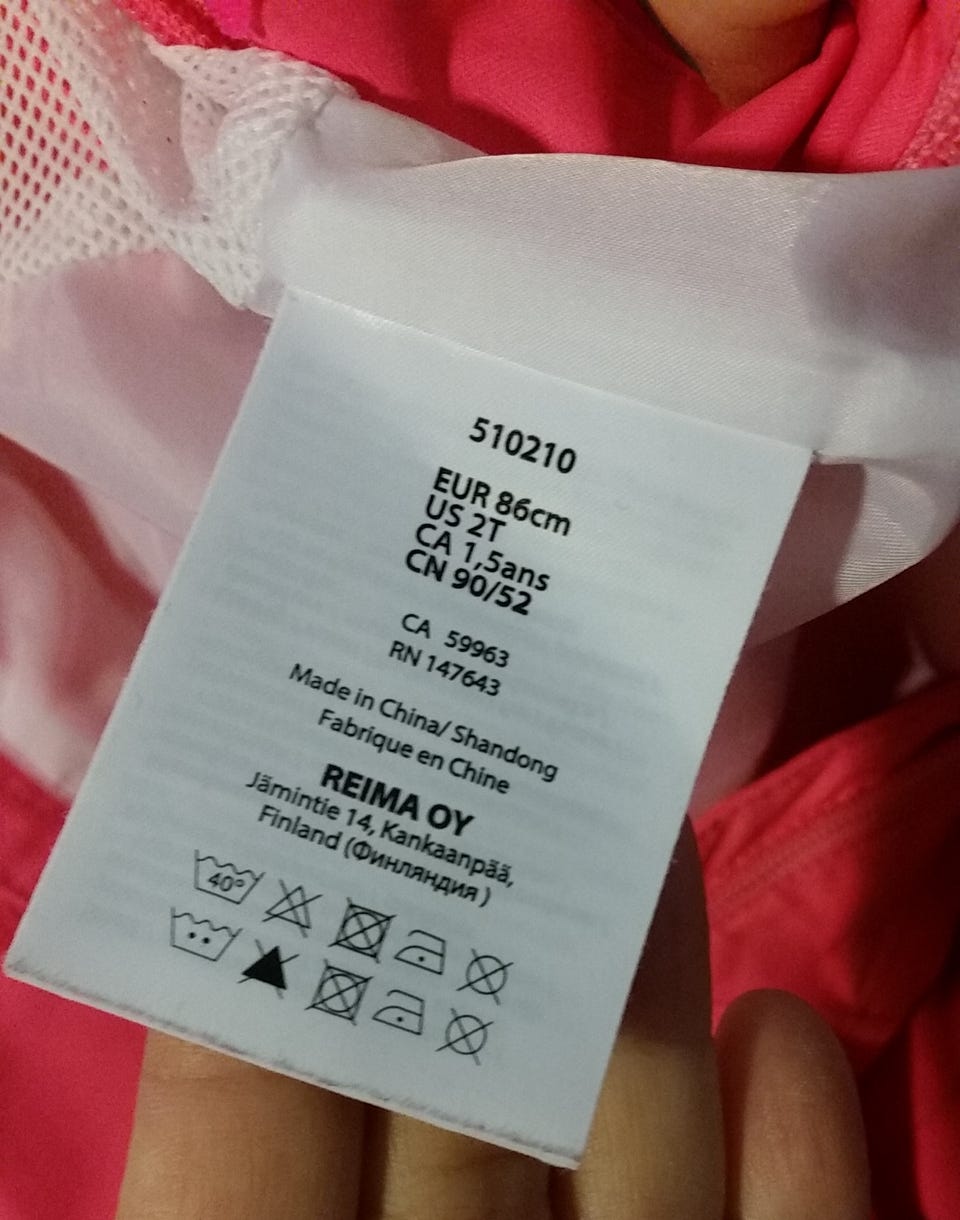 510210
EUR 86cm
US 2T
CA 1,5ans
CN 90/52
CA 59963
RN 147643
Made in China/ Shandong
Fabrique en Chine
REIMA OY
Jämintie 14, Kankaanpää,
Finland (Финляндия )
40°